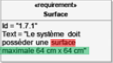 «requirement»
Surface
Id = "1.7.1"
Text = "Le système doit
posséder une surface
maximale 64 cm x 64 cm"